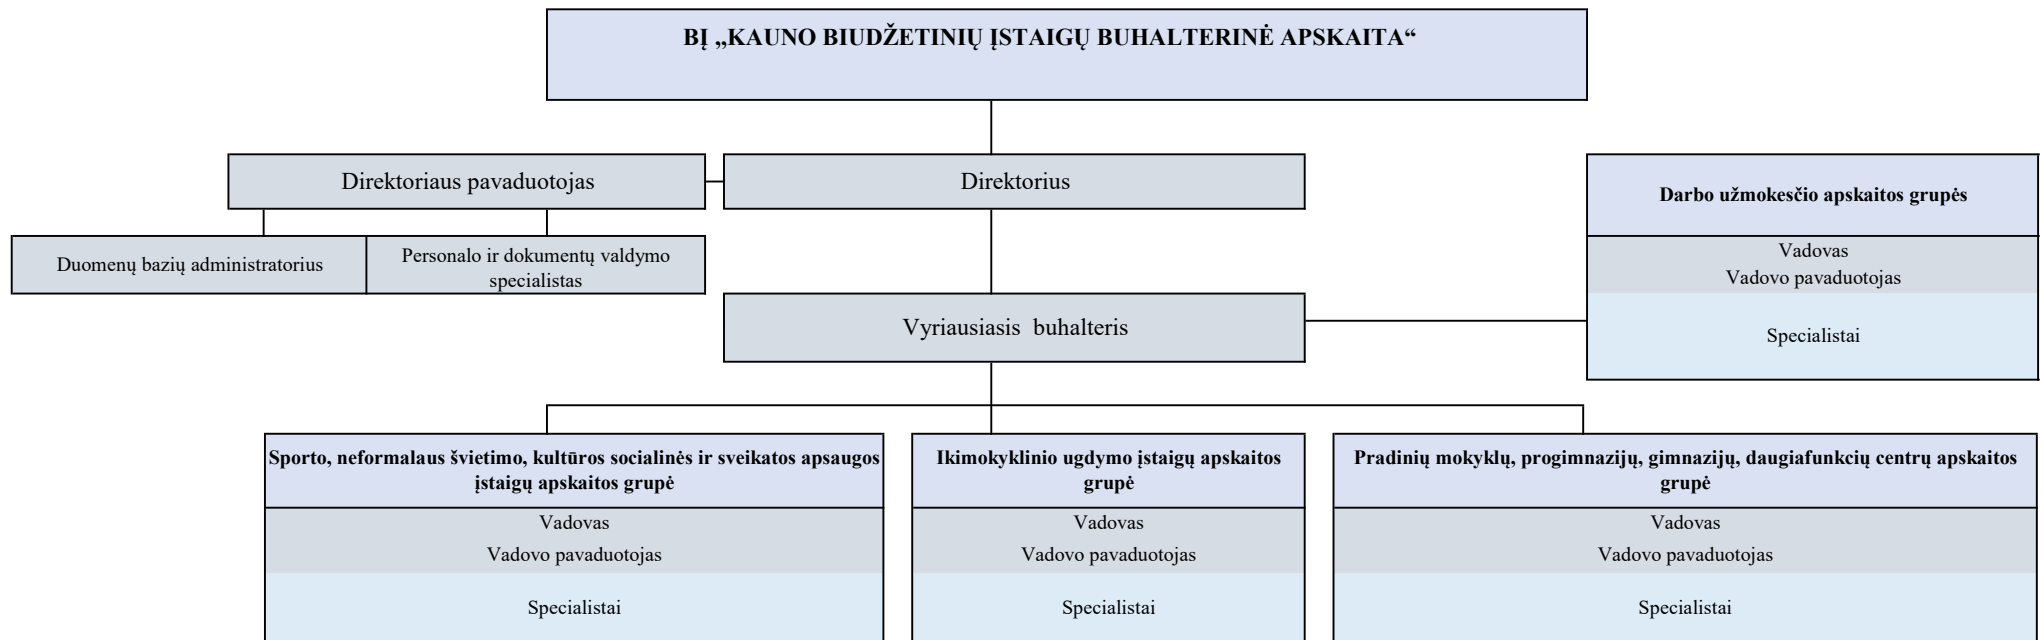 BĮ „KAUNO BIUDŽETINIŲ ĮSTAIGŲ BUHALTERINĖ APSKAITA“
Direktoriaus pavaduotojas
Direktorius
Darbo užmokesčio apskaitos grupės
Vadovas
Vadovo pavaduotojas
Specialistai
Duomenų bazių administratorius
Personalo ir dokumentų valdymo
specialistas
Vyriausiasis buhalteris
Sporto, neformalaus švietimo, kultūros socialinės ir sveikatos apsaugos
įstaigų apskaitos grupė
Vadovas
Vadovo pavaduotojas
Specialistai
Ikimokyklinio ugdymo įstaigų apskaitos
grupė
Vadovas
Vadovo pavaduotojas
Specialistai
Pradinių mokyklų, progimnazijų, gimnazijų, daugiafunkcių centrų apskaitos
grupė
Vadovas
Vadovo pavaduotojas
Specialistai